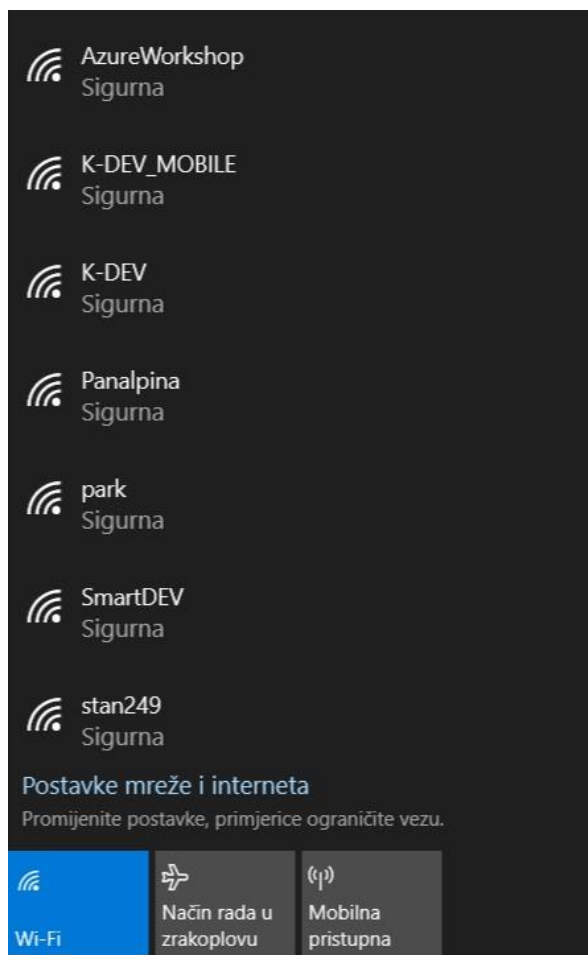 AzureWorkshop
Sigurna
K-DEV_MOBILE
Sigurna
K-DEV
Sigurna
Panalpina
Sigurna
park
Sigurna
SmartDEV
Sigurna
stan249
Sigurna
Postavke mreže i interneta
Promijenite postavke, primjerice ograničite vezu.
Wi-Fi
Način rada u
zrakoplovu
Mobilna
pristupna